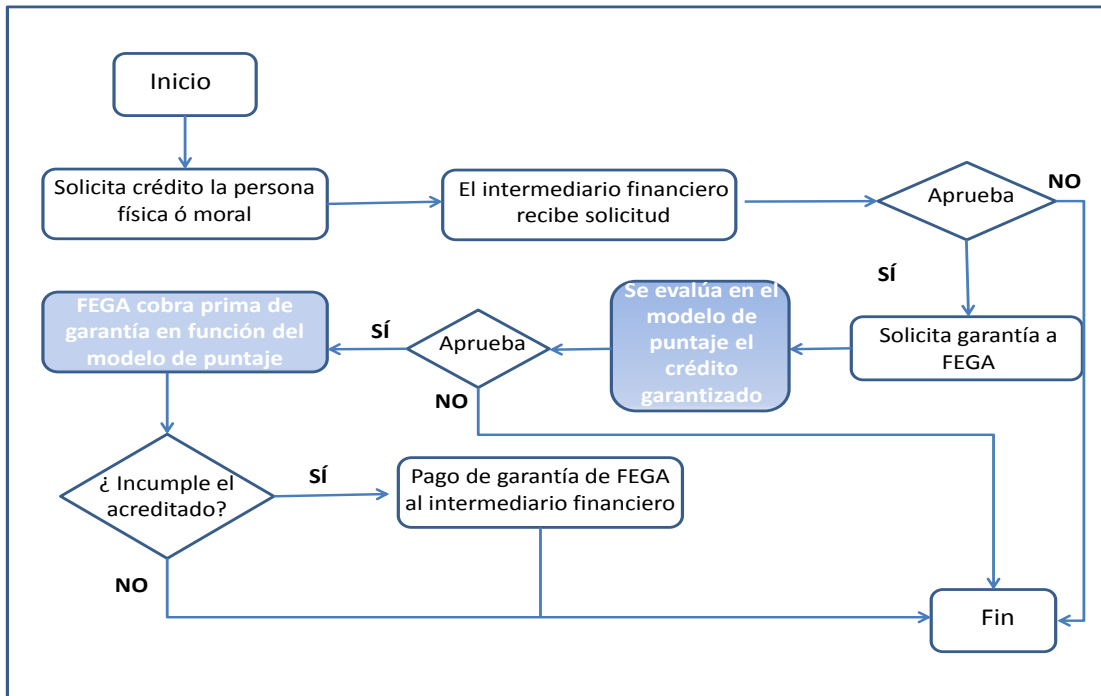 Inicio
Solicita crédito la persona
física ó moral
El intermediario financiero
recibe solicitud
Aprueba
NO
SÍ
Solicita garantía a
FEGA
Se evalúa en el
modelo de
puntaje el
crédito
garantizado
Aprueba
SÍ
NO
FEGA cobra prima de
garantía en función del
modelo de puntaje
¿ Incumple el
acreditado?
SÍ
NO
Pago de garantía de FEGA
al intermediario financiero
Fin